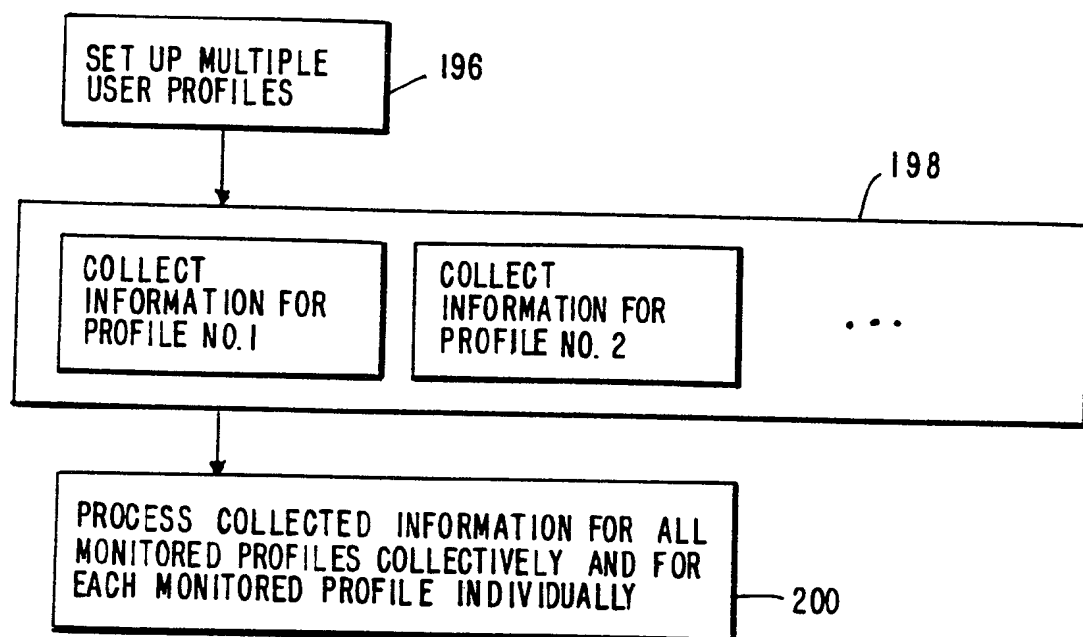 SET UP MULTIPLE
USER PROFILES
196
198
COLLECT
INFORMATION FOR
PROFILE NO. 1
COLLECT
INFORMATION FOR
PROFILE NO. 2
...
PROCESS COLLECTED INFORMATION FOR ALL
MONITORED PROFILES COLLECTIVELY AND FOR
EACH MONITORED PROFILE INDIVIDUALLY
200